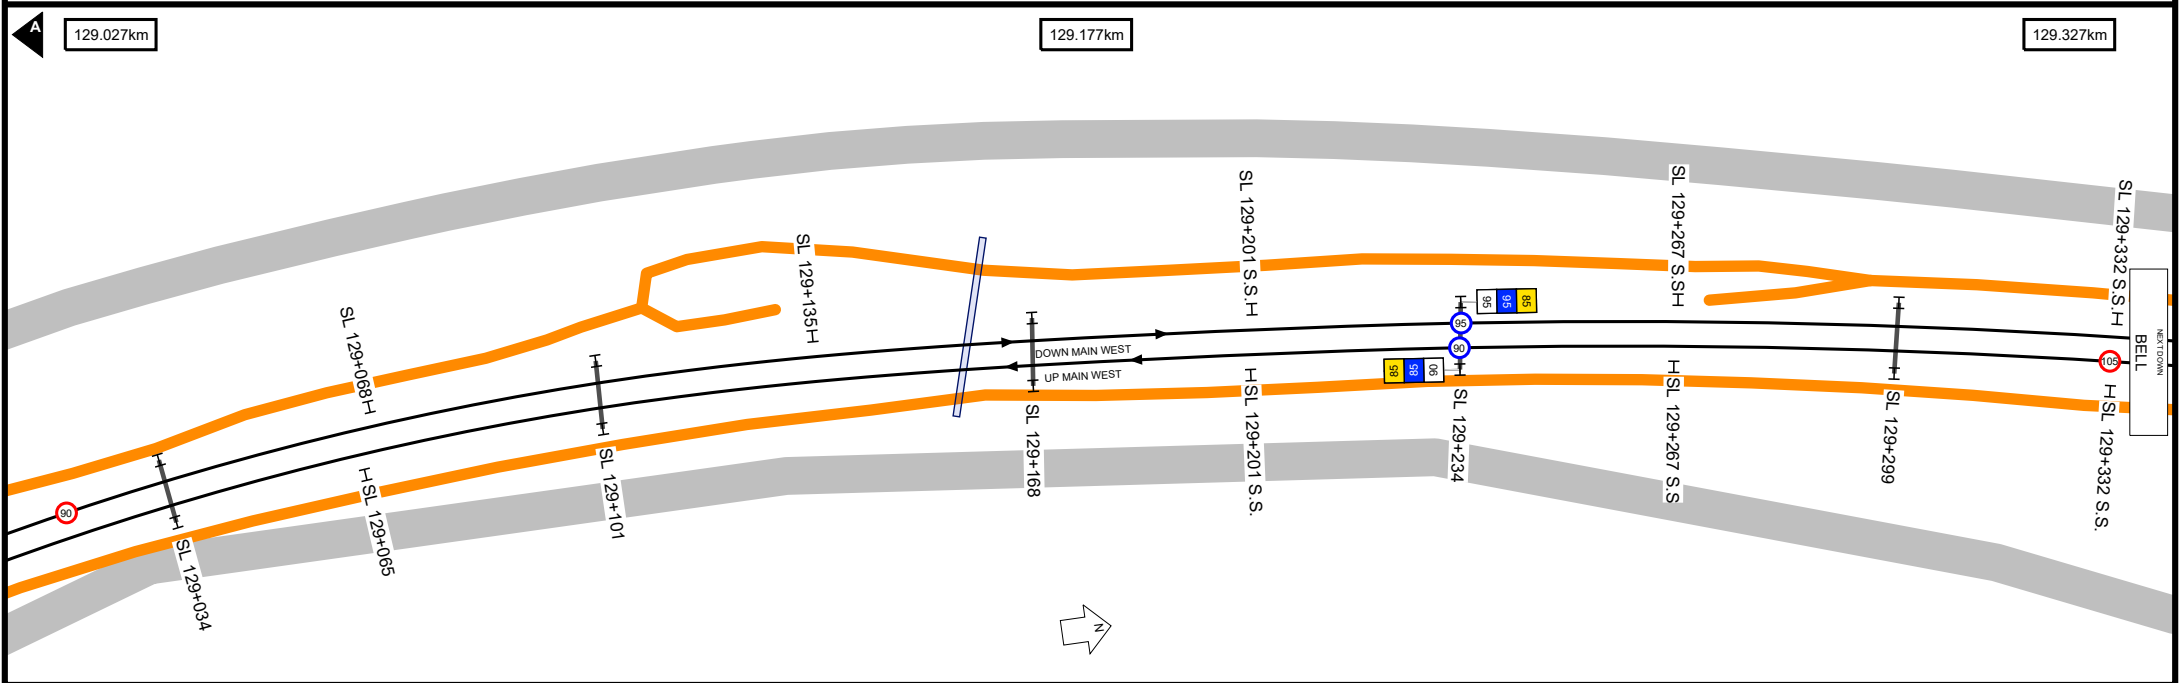 A
129.027km
129.177km
129.327km
SL 129+068H
SL 129+135H
SL 129+201 S.S.H
SL 129+267 S.SH
SL 129+332 S.S.H
95 95 85
95
90
85 85 90
DOWN MAIN WEST
UP MAIN WEST
NEXT DOWN
BELL
105
90
SL 129+034
HSL 129+065
SL 129+101
SL 129+168
HSL 129+201 S.S.
SL 129+234
HSL 129+267 S.S
SL 129+299
HSL 129+332 S.S.
N